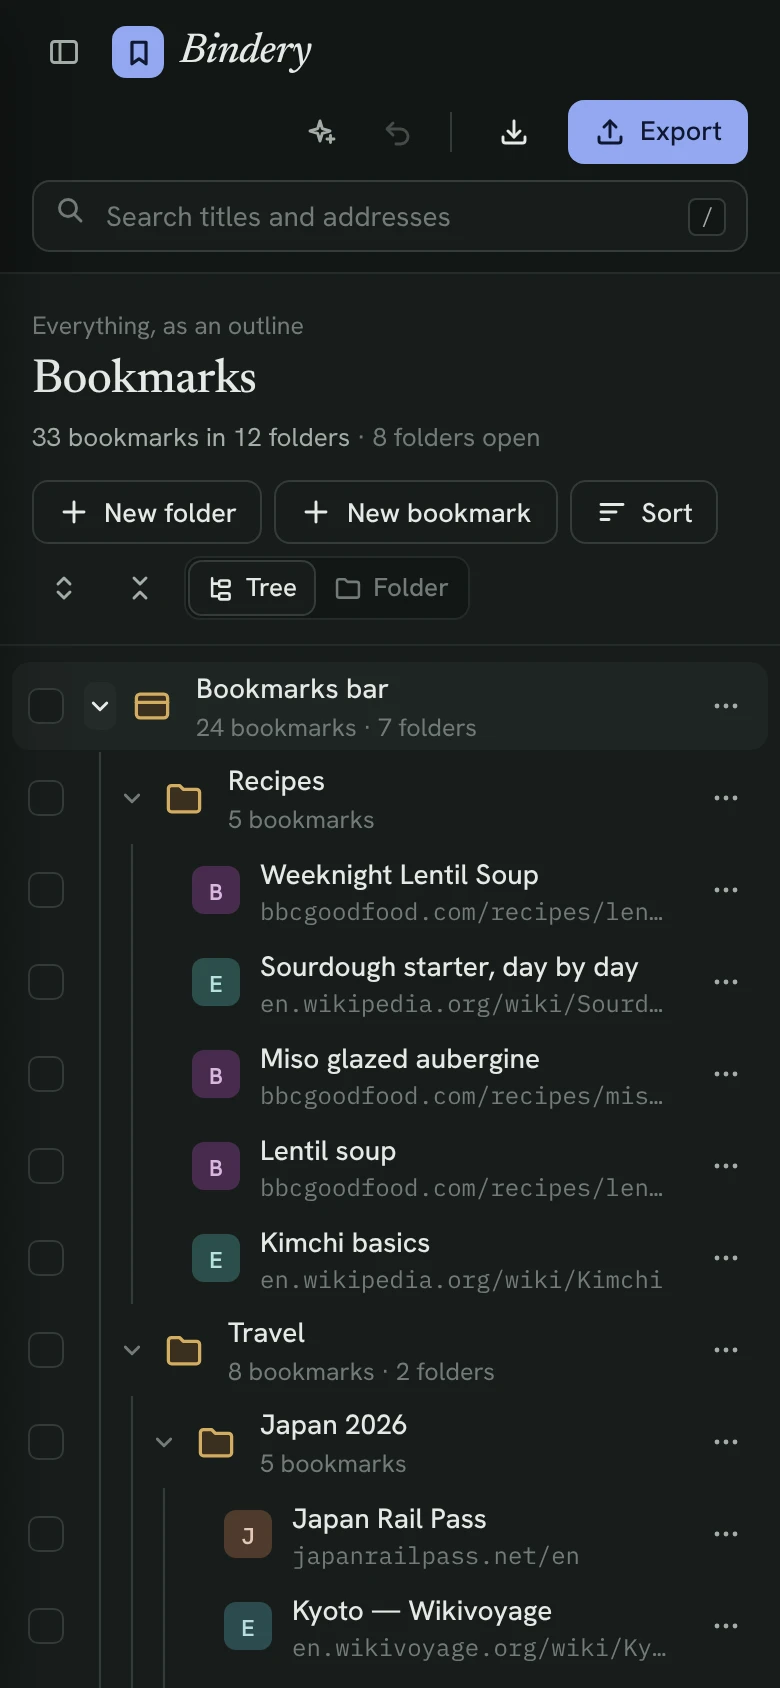 Bindery
Export
Search titles and addresses /
Everything, as an outline
Bookmarks
33 bookmarks in 12 folders · 8 folders open
New folder
New bookmark
Sort
Tree
Folder
Bookmarks bar
24 bookmarks · 7 folders
Recipes
5 bookmarks
B
Weeknight Lentil Soup
bbcgoodfood.com/recipes/len…
E
Sourdough starter, day by day
en.wikipedia.org/wiki/Sourd…
B
Miso glazed aubergine
bbcgoodfood.com/recipes/mis…
B
Lentil soup
bbcgoodfood.com/recipes/len…
E
Kimchi basics
en.wikipedia.org/wiki/Kimchi
Travel
8 bookmarks · 2 folders
Japan 2026
5 bookmarks
J
Japan Rail Pass
japanrailpass.net/en
E
Kyoto — Wikivoyage
en.wikivoyage.org/wiki/Ky…